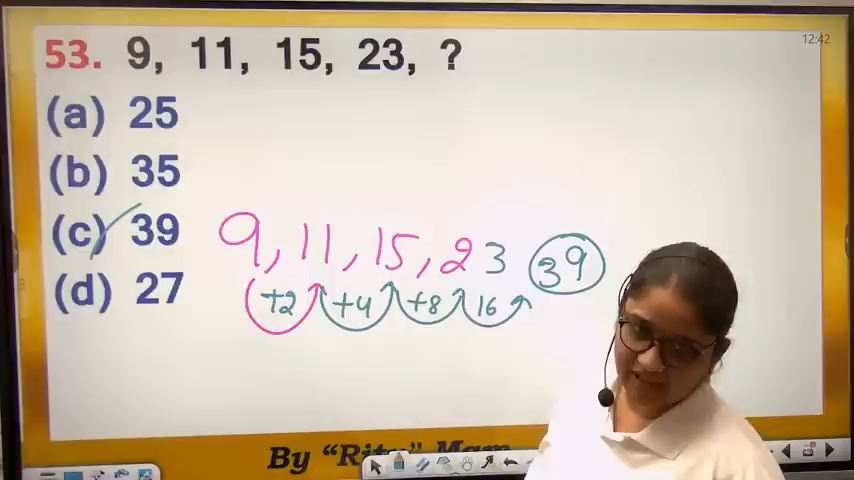 12:42
53. 9, 11, 15, 23, ?
(a) 25
(b) 35
(c) 39
(d) 27
9, 11, 15, 23 39
+2 +4 +8 16
By "Ritu" Mam